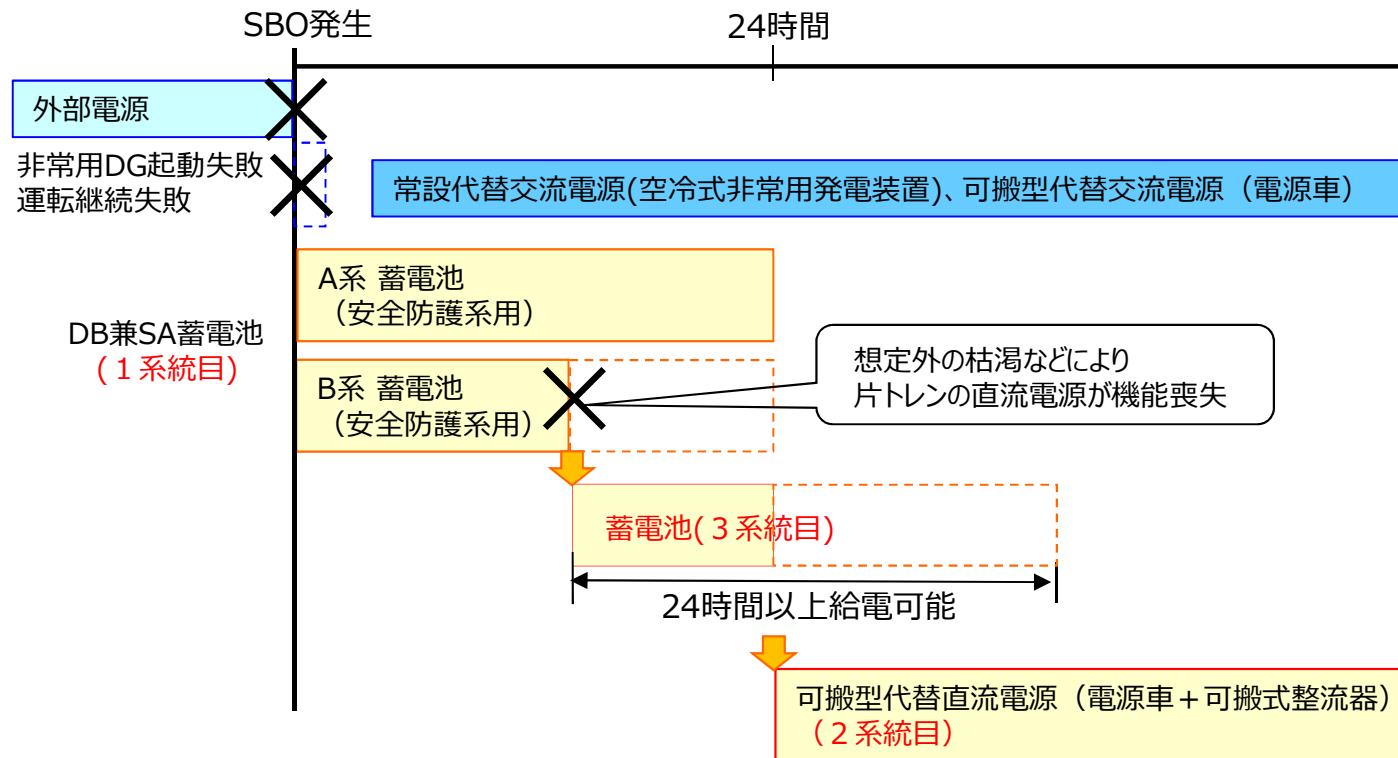 SBO発生
24時間
外部電源
非常用DG起動失敗
運転継続失敗
常設代替交流電源(空冷式非常用発電装置)、可搬型代替交流電源（電源車）
A系 蓄電池
（安全防護系用）
DB兼SA蓄電池
(１系統目)
B系 蓄電池
（安全防護系用）
想定外の枯渇などにより
片トレンの直流電源が機能喪失
蓄電池(３系統目)
24時間以上給電可能
可搬型代替直流電源（電源車＋可搬式整流器）
（２系統目）